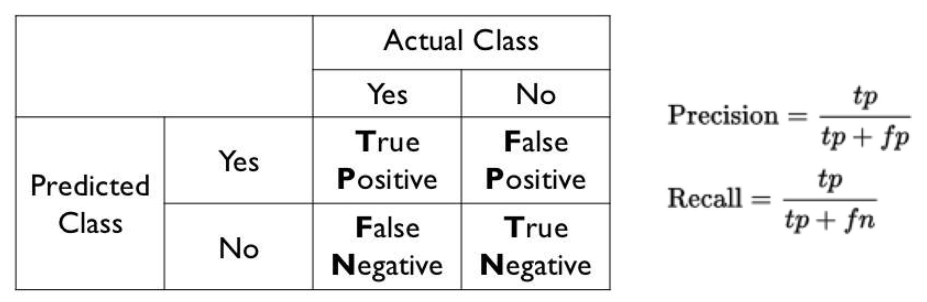 Actual Class
Yes No
Predicted Class
Yes
True Positive
False Positive
No
False Negative
True Negative
Precision = tp / (tp + fp)
Recall = tp / (tp + fn)